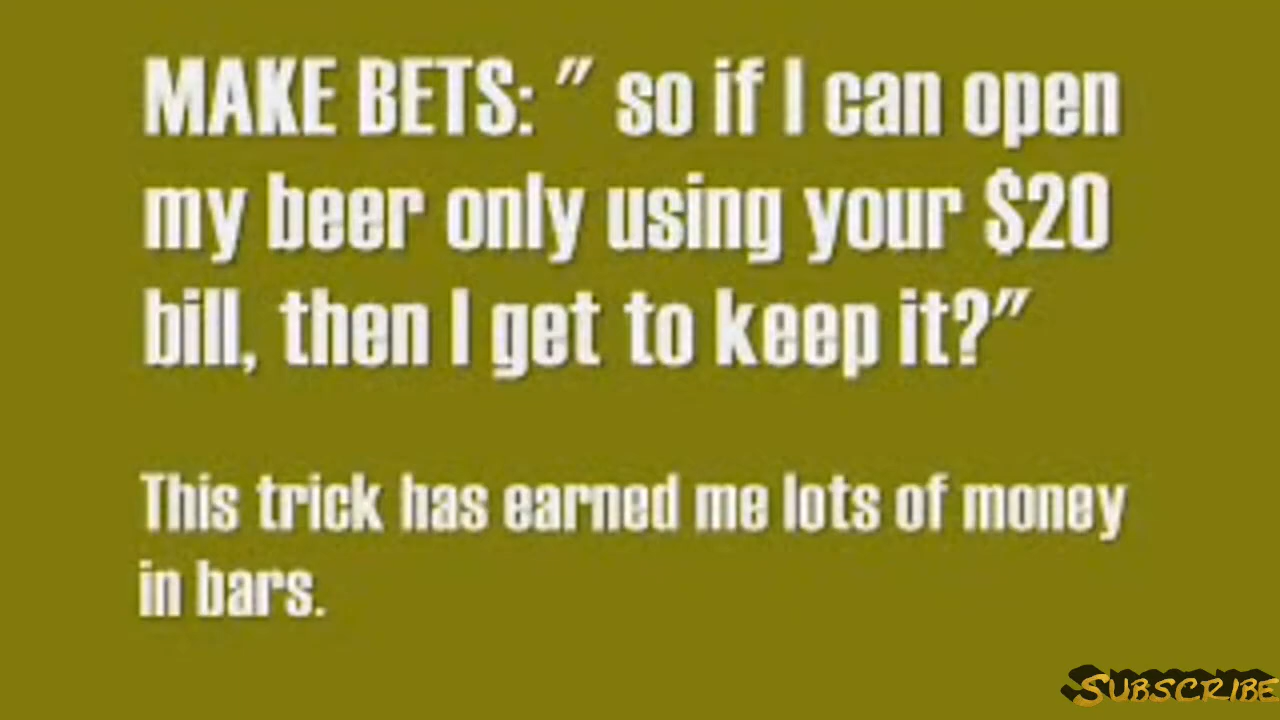 MAKE BETS: " so if I can open
my beer only using your $20
bill, then I get to keep it?"
This trick has earned me lots of money
in bars.
SUBSCRIBE